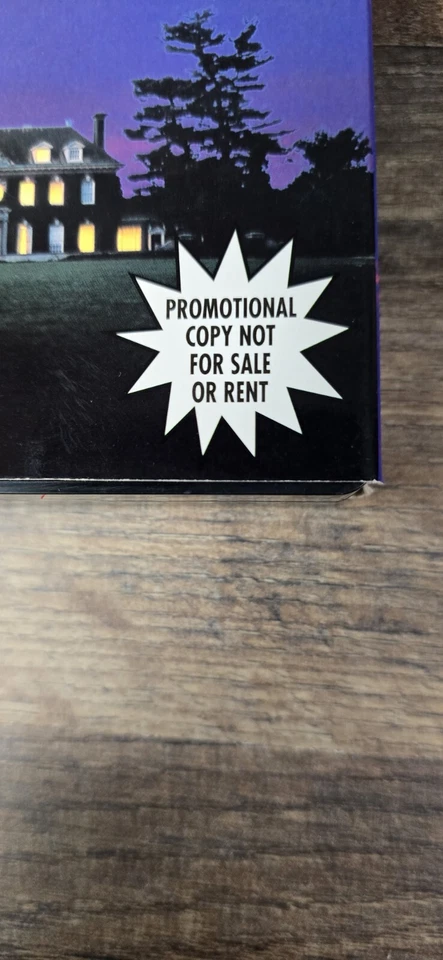 PROMOTIONAL
COPY NOT
FOR SALE
OR RENT